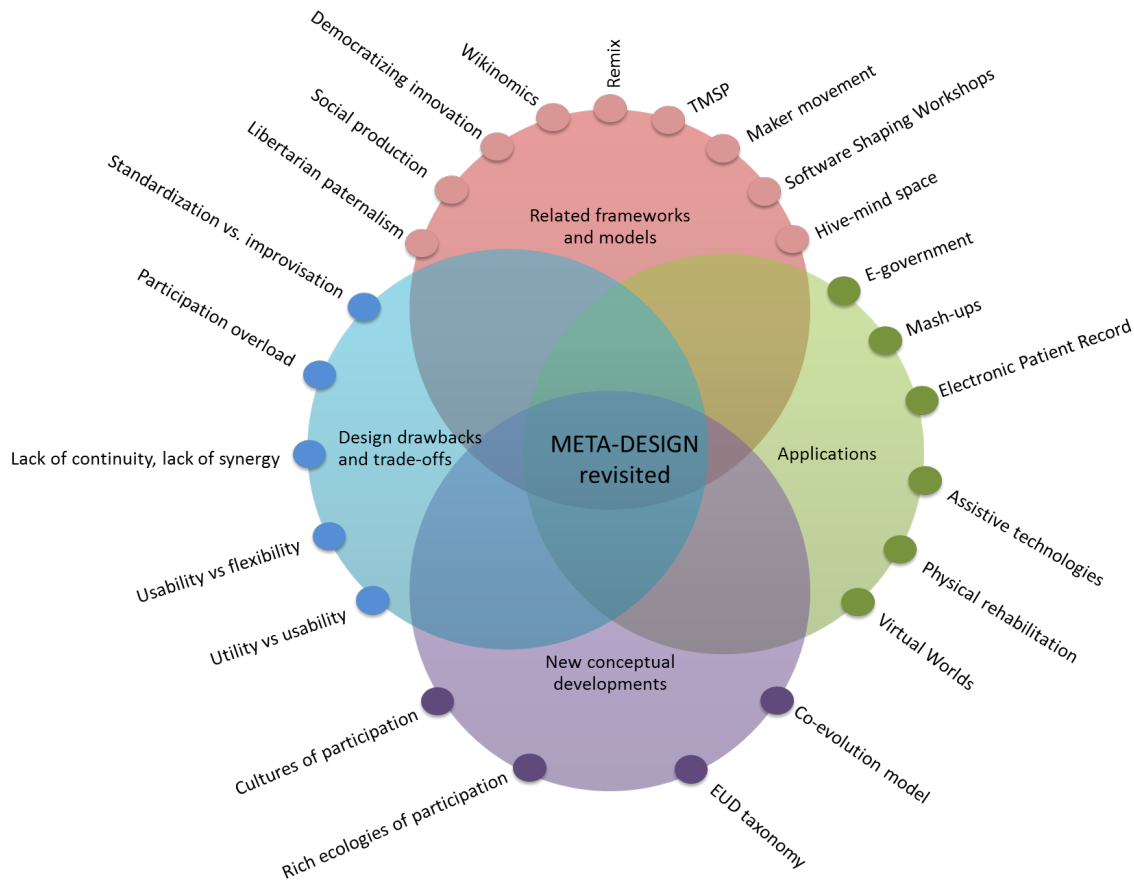 Remix
Wikinomics
TMSP
Democratizing innovation
Maker movement
Social production
Software Shaping Workshops
Libertarian paternalism
Hive-mind space
Related frameworks
and models
Standardization vs. improvisation
E-government
Participation overload
Mash-ups
Electronic Patient Record
Lack of continuity, lack of synergy
Design drawbacks
and trade-offs
META-DESIGN
revisited
Applications
Assistive technologies
Usability vs flexibility
Physical rehabilitation
Utility vs usability
Virtual Worlds
New conceptual
developments
Cultures of participation
Co-evolution model
Rich ecologies of participation
EUD taxonomy